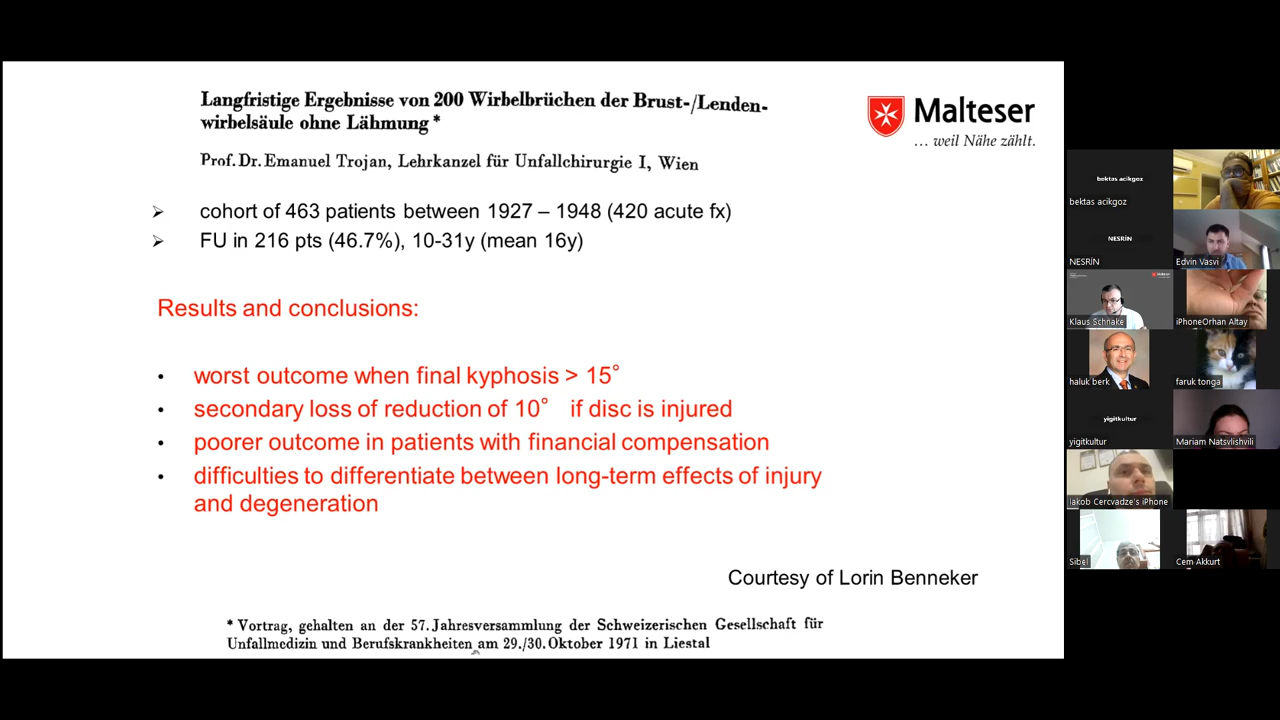 Langfristige Ergebnisse von 200 Wirbelbrüchen der Brust-/Lenden-
wirbelsäule ohne Lähmung *
Prof. Dr. Emanuel Trojan, Lehrkanzel für Unfallchirurgie I, Wien
Malteser
... weil Nähe zählt.
cohort of 463 patients between 1927 – 1948 (420 acute fx)
FU in 216 pts (46.7%), 10-31y (mean 16y)
Results and conclusions:
worst outcome when final kyphosis > 15°
secondary loss of reduction of 10° if disc is injured
poorer outcome in patients with financial compensation
difficulties to differentiate between long-term effects of injury
and degeneration
Courtesy of Lorin Benneker
* Vortrag, gehalten an der 57. Jahresversammlung der Schweizerischen Gesellschaft für
Unfallmedizin und Berufskrankheiten am 29./30. Oktober 1971 in Liestal
bektas acikgoz
bektas acikgoz
NESRİN
NESRİN
Edvin Vasvi
Klaus Schnake
iPhoneOrhan Altay
haluk berk
faruk tonga
yigitkultur
yigitkultur
Mariam Natsvlishvili
Iakob Cercvadze's iPhone
Sibel
Cem Akkurt